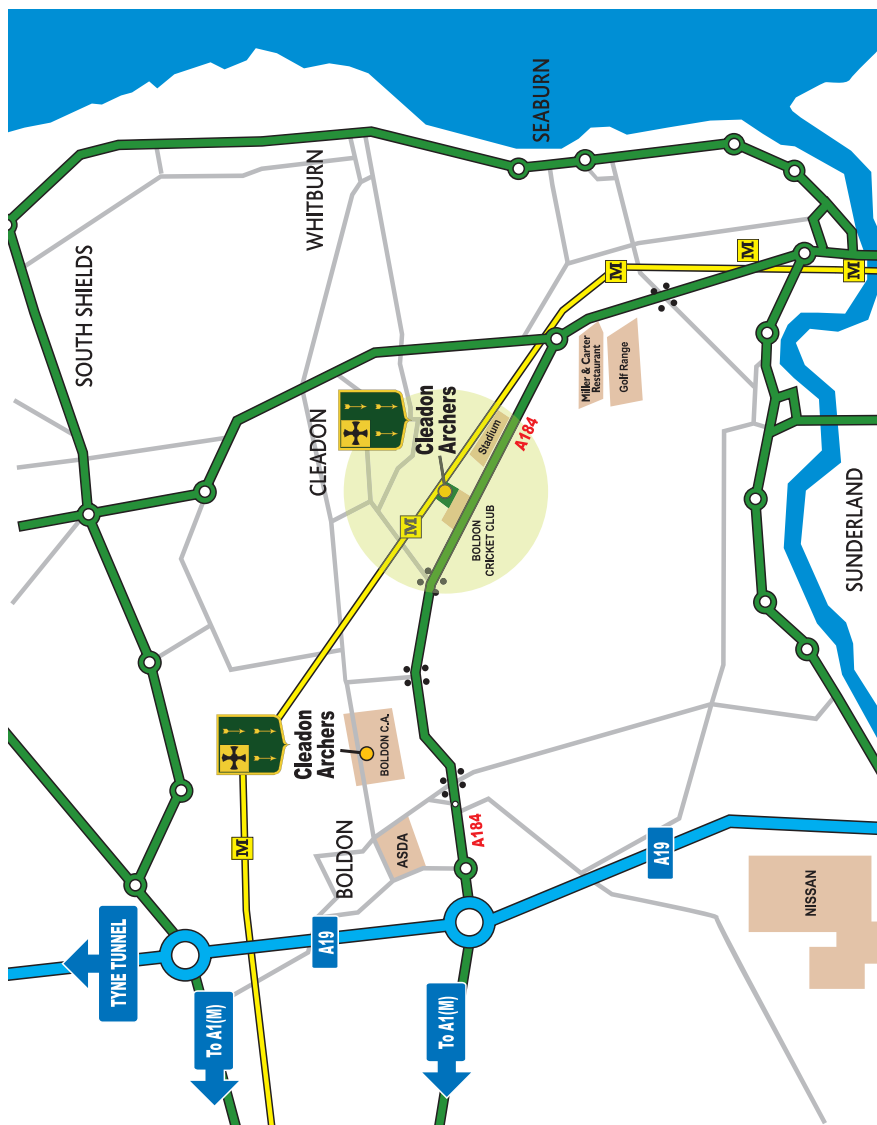 TYNE TUNNEL
To A1(M)
A19
To A1(M)
SOUTH SHIELDS
WHITBURN
SEABURN
CLEADON
Cleadon
Archers
M
M
Stadium
A184
BOLDON
CRICKET CLUB
Miller & Carter
Restaurant
Golf Range
M
M
M
SUNDERLAND
Cleadon
Archers
BOLDON C.A.
BOLDON
ASDA
A184
A19
NISSAN